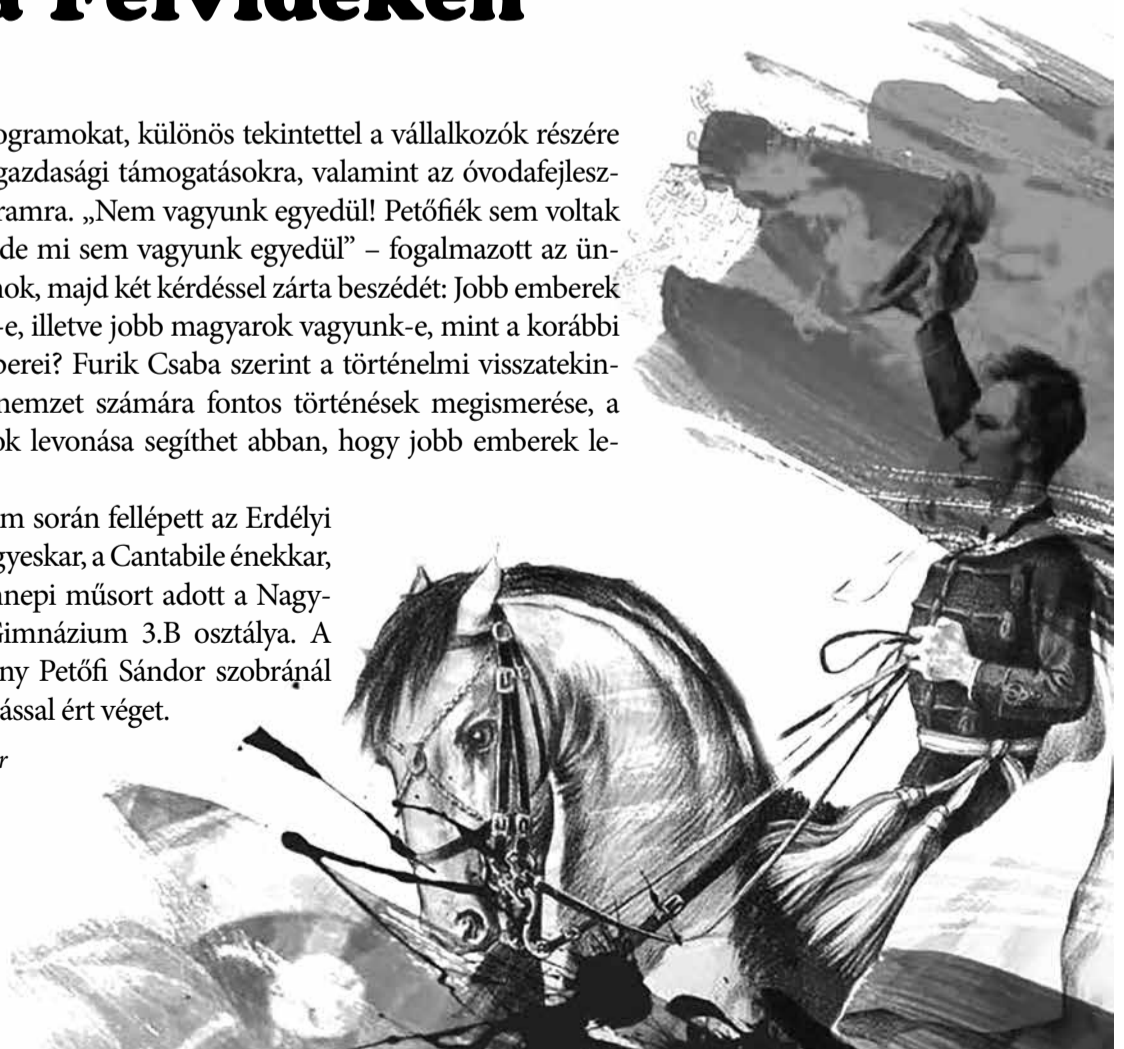 a Felvidéken
ogramokat, különös tekintettel a vállalkozók részére
gazdasági támogatásokra, valamint az óvodafejlesz-
ramra. „Nem vagyunk egyedül! Petőfiék sem voltak
de mi sem vagyunk egyedül” – fogalmazott az ün-
nok, majd két kérdéssel zárta beszédét: Jobb emberek
-e, illetve jobb magyarok vagyunk-e, mint a korábbi
berei? Furik Csaba szerint a történelmi visszatekin-
nemzet számára fontos történések megismerése, a
ok levonása segíthet abban, hogy jobb emberek le-
m során fellépett az Erdélyi
gyeskar, a Cantabile énekkar,
nnepi műsort adott a Nagy-
Gimnázium 3.B osztálya. A
ny Petőfi Sándor szobránál
ással ért véget.
r